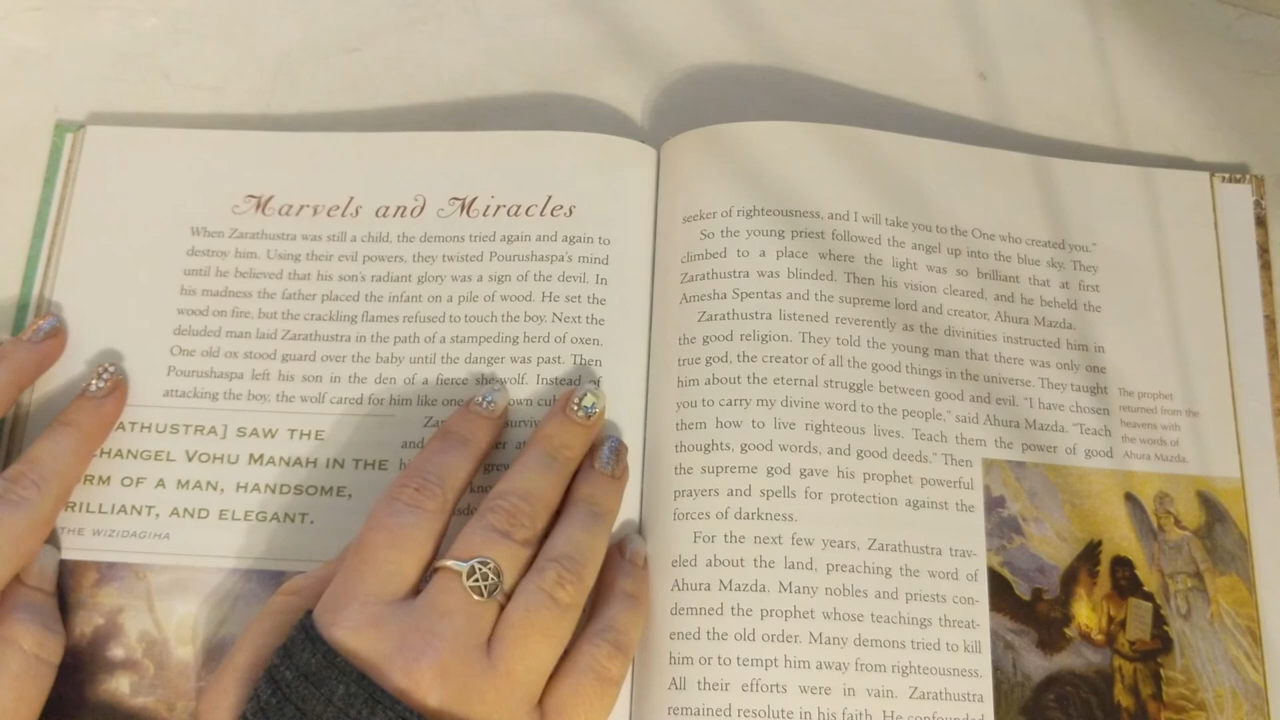 Marvels and Miracles
When Zarathustra was still a child, the demons tried again and again to
destroy him. Using their evil powers, they twisted Pourushaspa's mind
until he believed that his son's radiant glory was a sign of the devil. In
his madness the father placed the infant on a pile of wood. He set the
wood on fire, but the crackling flames refused to touch the boy. Next the
deluded man laid Zarathustra in the path of a stampeding herd of oxen.
One old ox stood guard over the baby until the danger was past. Then
Pourushaspa left his son in the den of a fierce she-wolf. Instead of
attacking the boy, the wolf cared for him like one own
and
ATHUSTRA] SAW THE
CHANGEL VOHU MANAH IN THE
RM OF A MAN, HANDSOME,
RILLIANT, AND ELEGANT.
THE WIZIDAGIHA
seeker of righteousness, and I will take you to the One who created you."
So the young priest followed the angel up into the blue sky. They
climbed to a place where the light was so brilliant that at first
Zarathustra was blinded. Then his vision cleared, and he beheld the
Amesha Spentas and the supreme lord and creator, Ahura Mazda.
Zarathustra listened reverently as the divinities instructed him in
the good religion. They told the young man that there was only one
true god, the creator of all the good things in the universe. They taught
him about the eternal struggle between good and evil. "I have chosen
you to carry my divine word to the people," said Ahura Mazda. "Teach
them how to live righteous lives. Teach them the power of good
thoughts, good words, and good deeds." Then
the supreme god gave his prophet powerful
prayers and spells for protection against the
forces of darkness.
For the next few years, Zarathustra trav-
eled about the land, preaching the word of
Ahura Mazda. Many nobles and priests con-
demned the prophet whose teachings threat-
ened the old order. Many demons tried to kill
him or to tempt him away from righteousness.
All their efforts were in vain. Zarathustra
remained resolute in his faith. He confounded
The prophet
returned from the
heavens with
the words of
Ahura Mazda.